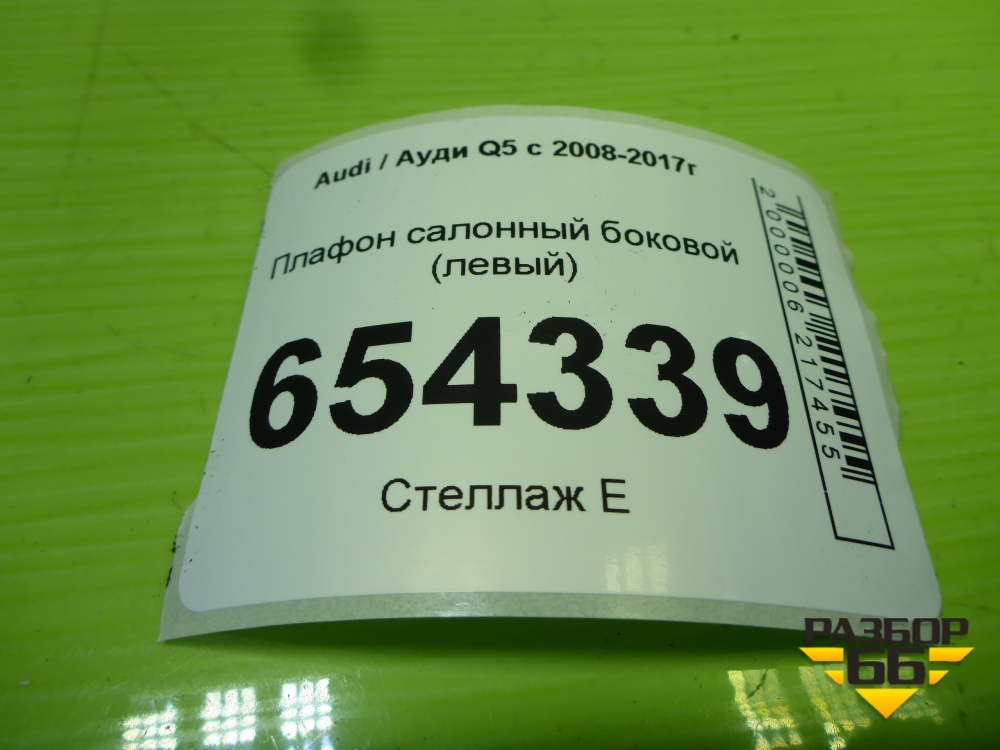 Audi / Ауди Q5 с 2008-2017г
Плафон салонный боковой
(левый)
654339
Стеллаж Е
2000006217455
РАЗБОР
66